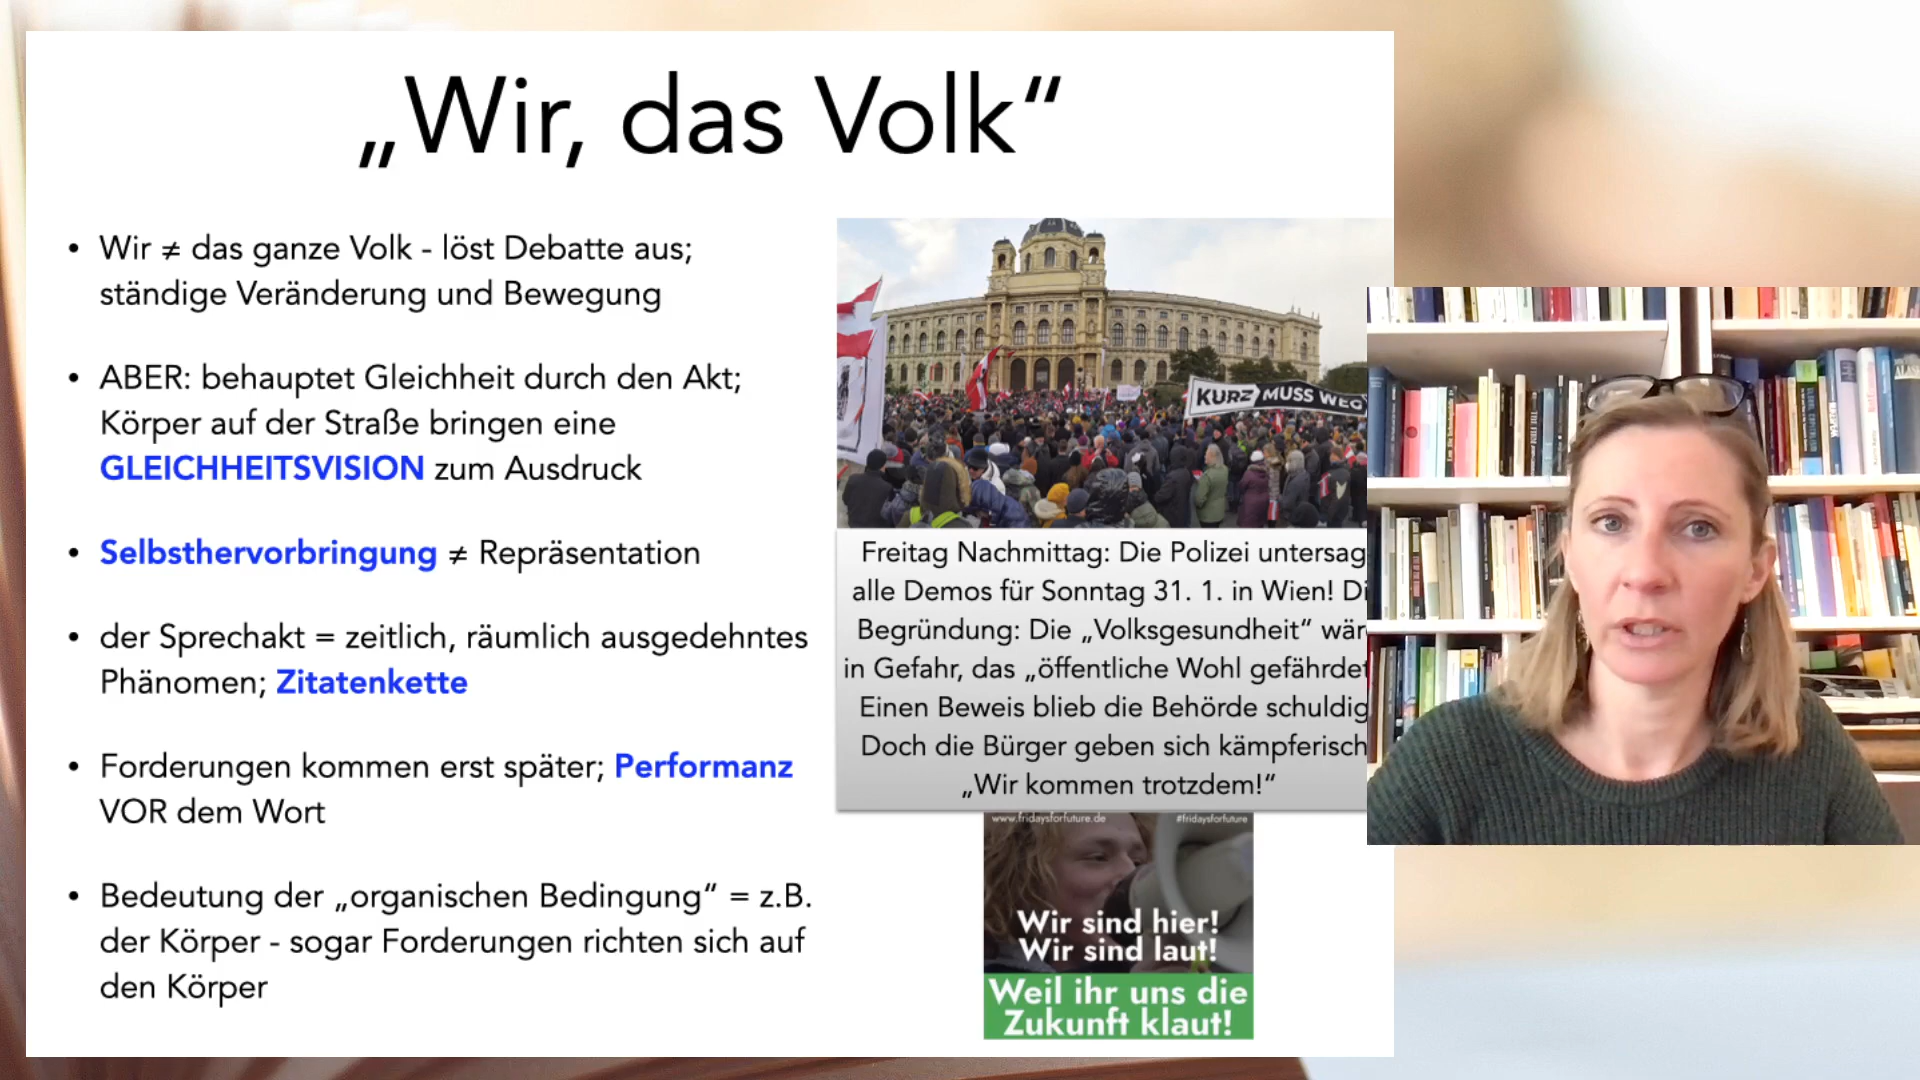 „Wir, das Volk“
• Wir ≠ das ganze Volk - löst Debatte aus;
ständige Veränderung und Bewegung
• ABER: behauptet Gleichheit durch den Akt;
Körper auf der Straße bringen eine
GLEICHHEITSVISION zum Ausdruck
• Selbsthervorbringung ≠ Repräsentation
• der Sprechakt = zeitlich, räumlich ausgedehntes
Phänomen; Zitatenkette
• Forderungen kommen erst später; Performanz
VOR dem Wort
• Bedeutung der „organischen Bedingung“ = z.B.
der Körper - sogar Forderungen richten sich auf
den Körper
KURZ MUSS WEG
Freitag Nachmittag: Die Polizei untersag
alle Demos für Sonntag 31. 1. in Wien! Di
Begründung: Die „Volksgesundheit“ wär
in Gefahr, das „öffentliche Wohl gefährdet
Einen Beweis blieb die Behörde schuldig
Doch die Bürger geben sich kämpferisch
„Wir kommen trotzdem!“
www.fridaysforfuture.de #fridaysforfuture
Wir sind hier!
Wir sind laut!
Weil ihr uns die
Zukunft klaut!